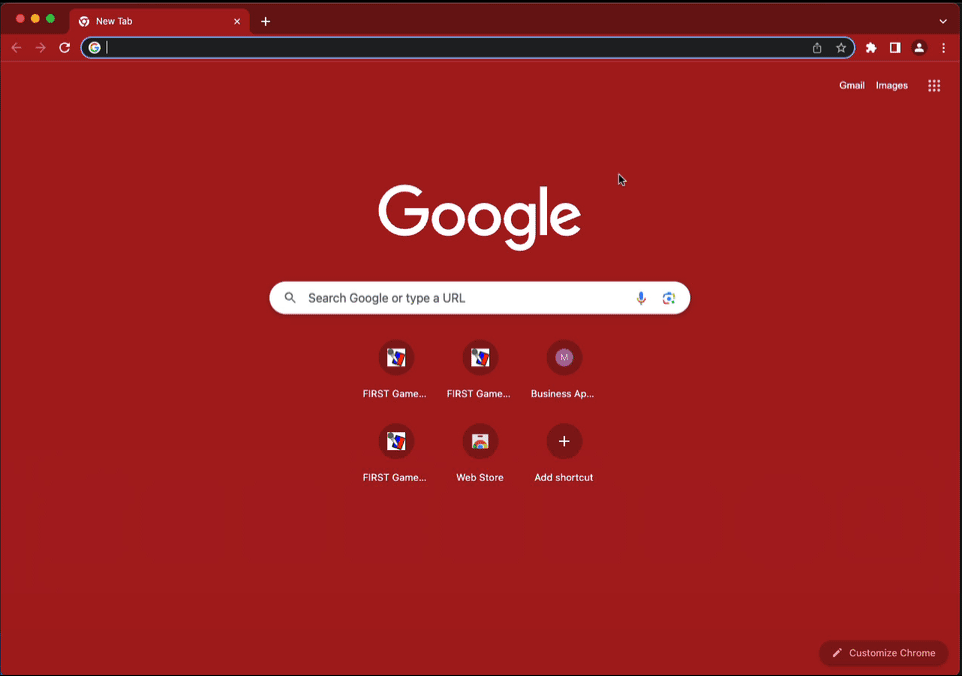 New Tab
Gmail Images
Google
Search Google or type a URL
FIRST Game... FIRST Game... Business Ap...
M
FIRST Game... Web Store Add shortcut
Customize Chrome